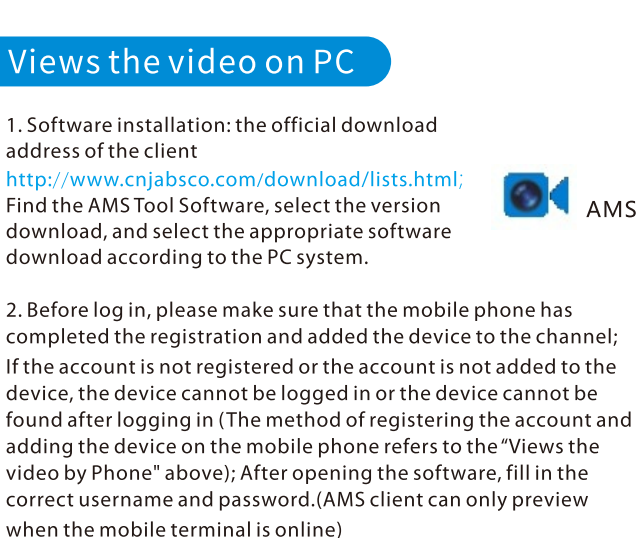 Views the video on PC
1. Software installation: the official download
address of the client
http://www.cnjabsco.com/download/lists.html;
Find the AMS Tool Software, select the version
download, and select the appropriate software
download according to the PC system.
AMS
2. Before log in, please make sure that the mobile phone has
completed the registration and added the device to the channel;
If the account is not registered or the account is not added to the
device, the device cannot be logged in or the device cannot be
found after logging in (The method of registering the account and
adding the device on the mobile phone refers to the “Views the
video by Phone" above); After opening the software, fill in the
correct username and password.(AMS client can only preview
when the mobile terminal is online)